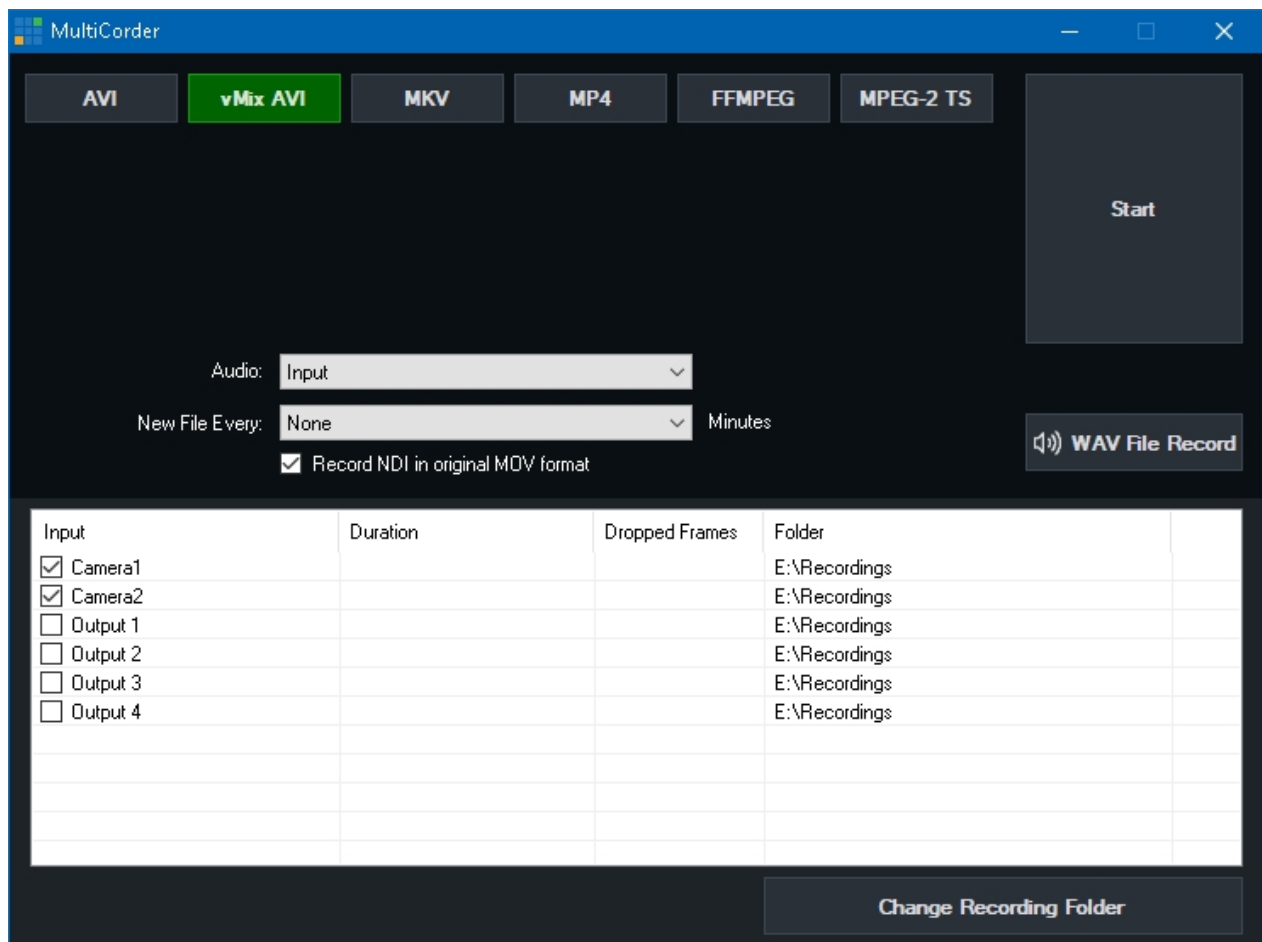 MultiCorder
AVI vMix AVI MKV MP4 FFMPEG MPEG-2 TS
Start
Audio: Input
New File Every: None Minutes
Record NDI in original MOV format
WAV File Record
Input Duration Dropped Frames Folder
Camera1 E:\Recordings
Camera2 E:\Recordings
Output 1 E:\Recordings
Output 2 E:\Recordings
Output 3 E:\Recordings
Output 4 E:\Recordings
Change Recording Folder